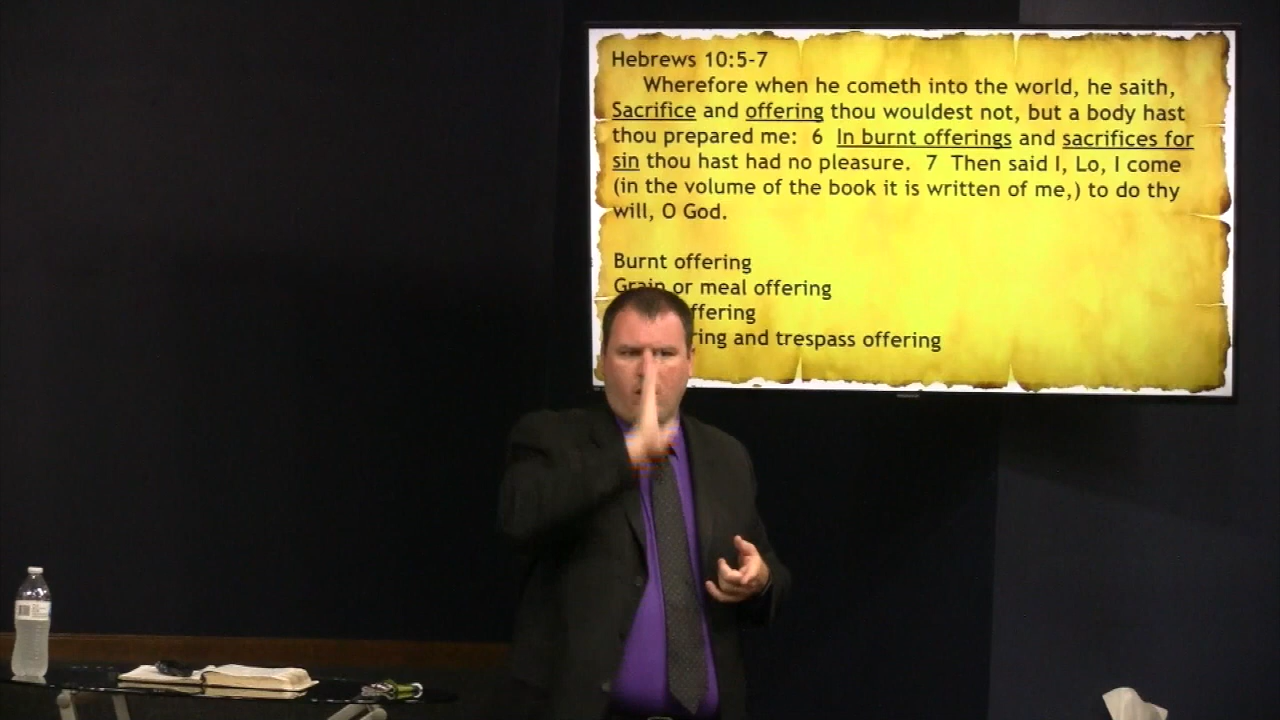 Hebrews 10:5-7
Wherefore when he cometh into the world, he saith,
Sacrifice and offering thou wouldest not, but a body hast
thou prepared me: 6 In burnt offerings and sacrifices for
sin thou hast had no pleasure. 7 Then said I, Lo, I come
(in the volume of the book it is written of me,) to do thy
will, O God.
Burnt offering
Grain or meal offering
ffering
ring and trespass offering